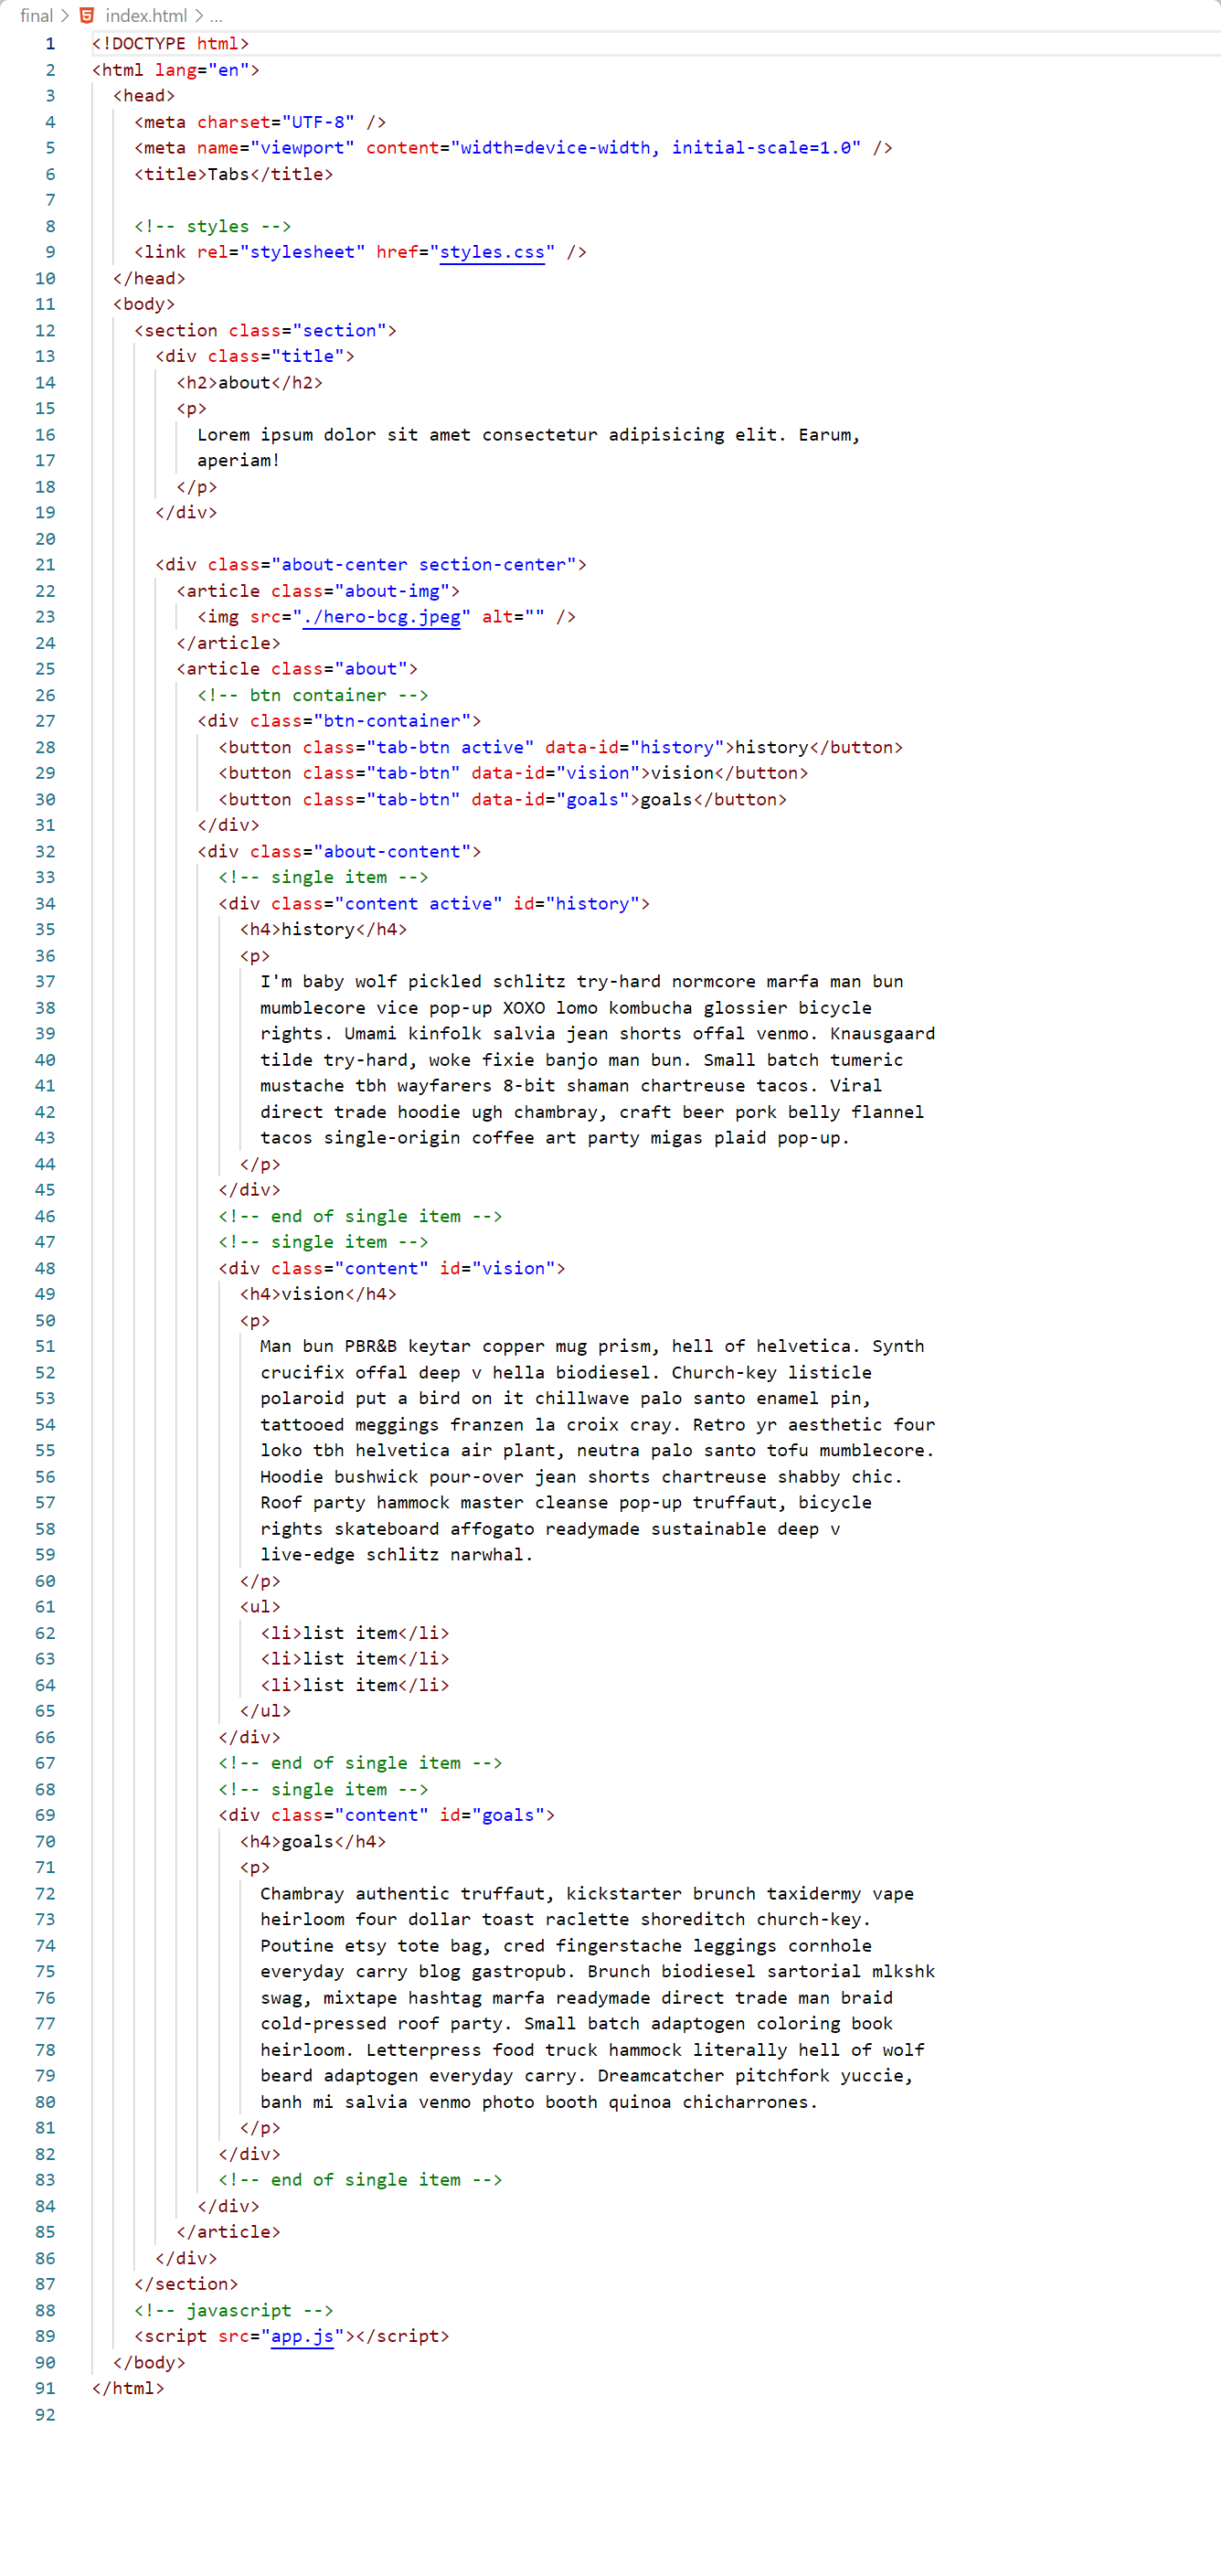 final > index.html > ...
1 <!DOCTYPE html>
2 <html lang="en">
3   <head>
4     <meta charset="UTF-8" />
5     <meta name="viewport" content="width=device-width, initial-scale=1.0" />
6     <title>Tabs</title>
7
8     <!-- styles -->
9     <link rel="stylesheet" href="styles.css" />
10   </head>
11   <body>
12     <section class="section">
13       <div class="title">
14         <h2>about</h2>
15         <p>
16           Lorem ipsum dolor sit amet consectetur adipisicing elit. Earum,
17           aperiam!
18         </p>
19       </div>
20
21       <div class="about-center section-center">
22         <article class="about-img">
23           <img src="./hero-bcg.jpeg" alt="" />
24         </article>
25         <article class="about">
26           <!-- btn container -->
27           <div class="btn-container">
28             <button class="tab-btn active" data-id="history">history</button>
29             <button class="tab-btn" data-id="vision">vision</button>
30             <button class="tab-btn" data-id="goals">goals</button>
31           </div>
32           <div class="about-content">
33             <!-- single item -->
34             <div class="content active" id="history">
35               <h4>history</h4>
36               <p>
37                 I'm baby wolf pickled schlitz try-hard normcore marfa man bun
38                 mumblecore vice pop-up XOXO lomo kombucha glossier bicycle
39                 rights. Umami kinfolk salvia jean shorts offal venmo. Knausgaard
40                 tilde try-hard, woke fixie banjo man bun. Small batch tumeric
41                 mustache tbh wayfarers 8-bit shaman chartreuse tacos. Viral
42                 direct trade hoodie ugh chambray, craft beer pork belly flannel
43                 tacos single-origin coffee art party migas plaid pop-up.
44               </p>
45             </div>
46             <!-- end of single item -->
47             <!-- single item -->
48             <div class="content" id="vision">
49               <h4>vision</h4>
50               <p>
51                 Man bun PBR&B keytar copper mug prism, hell of helvetica. Synth
52                 crucifix offal deep v hella biodiesel. Church-key listicle
53                 polaroid put a bird on it chillwave palo santo enamel pin,
54                 tattooed meggings franzen la croix cray. Retro yr aesthetic four
55                 loko tbh helvetica air plant, neutra palo santo tofu mumblecore.
56                 Hoodie bushwick pour-over jean shorts chartreuse shabby chic.
57                 Roof party hammock master cleanse pop-up truffaut, bicycle
58                 rights skateboard affogato readymade sustainable deep v
59                 live-edge schlitz narwhal.
60               </p>
61               <ul>
62                 <li>list item</li>
63                 <li>list item</li>
64                 <li>list item</li>
65               </ul>
66             </div>
67             <!-- end of single item -->
68             <!-- single item -->
69             <div class="content" id="goals">
70               <h4>goals</h4>
71               <p>
72                 Chambray authentic truffaut, kickstarter brunch taxidermy vape
73                 heirloom four dollar toast raclette shoreditch church-key.
74                 Poutine etsy tote bag, cred fingerstache leggings cornhole
75                 everyday carry blog gastropub. Brunch biodiesel sartorial mlkshk
76                 swag, mixtape hashtag marfa readymade direct trade man braid
77                 cold-pressed roof party. Small batch adaptogen coloring book
78                 heirloom. Letterpress food truck hammock literally hell of wolf
79                 beard adaptogen everyday carry. Dreamcatcher pitchfork yuccie,
80                 banh mi salvia venmo photo booth quinoa chicharrones.
81               </p>
82             </div>
83             <!-- end of single item -->
84           </div>
85         </article>
86       </div>
87     </section>
88     <!-- javascript -->
89     <script src="app.js"></script>
90   </body>
91 </html>
92